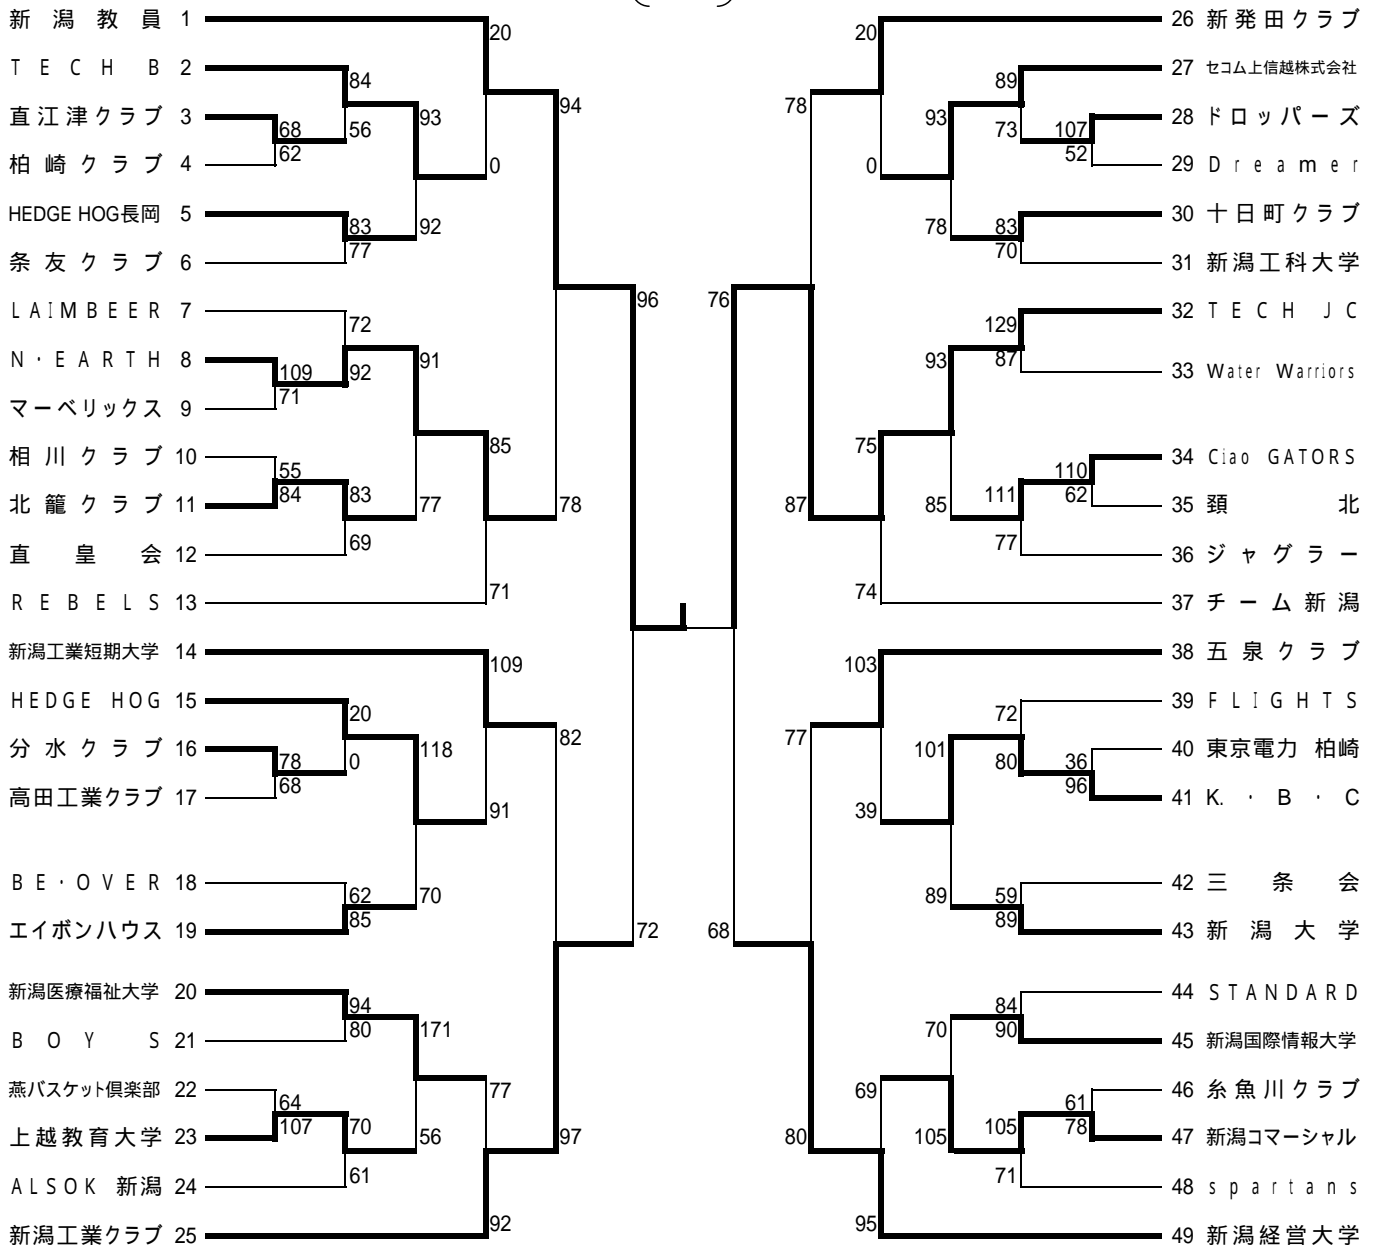 新潟教員 1
20
TECH B 2
84
直江津クラブ 3
68
56
93
94
柏崎クラブ 4
62
0
HEDGE HOG長岡 5
83
92
条友クラブ 6
77
LAIMBEER 7
72
96
N・EARTH 8
109
92
91
マーベリックス 9
71
相川クラブ 10
55
85
北籠クラブ 11
84
83
77
78
直皇会 12
69
REBELS 13
71
新潟工業短期大学 14
109
HEDGE HOG 15
20
分水クラブ 16
78
0
118
82
高田工業クラブ 17
68
91
BE・OVER 18
62
70
エイボンハウス 19
85
72
新潟医療福祉大学 20
94
BOYS 21
80
171
燕バスケット倶楽部 22
64
77
上越教育大学 23
107
70
56
97
ALSOK 新潟 24
61
新潟工業クラブ 25
92
26 新発田クラブ
20
27 セコム上信越株式会社
89
28 ドロッパーズ
107
73
93
78
29 Dreamer
52
0
30 十日町クラブ
83
78
31 新潟工科大学
70
32 TECH JC
129
76
33 Water Warriors
87
93
34 Ciao GATORS
110
75
35 頚北
62
111
85
87
36 ジャグラー
77
37 チーム新潟
74
38 五泉クラブ
103
39 FLIGHTS
72
40 東京電力 柏崎
36
80
101
77
41 K.・B・C
96
39
42 三条会
59
89
43 新潟大学
89
68
44 STANDARD
84
45 新潟国際情報大学
90
70
46 糸魚川クラブ
61
69
47 新潟コマーシャル
78
105
105
80
48 spartans
71
49 新潟経営大学
95